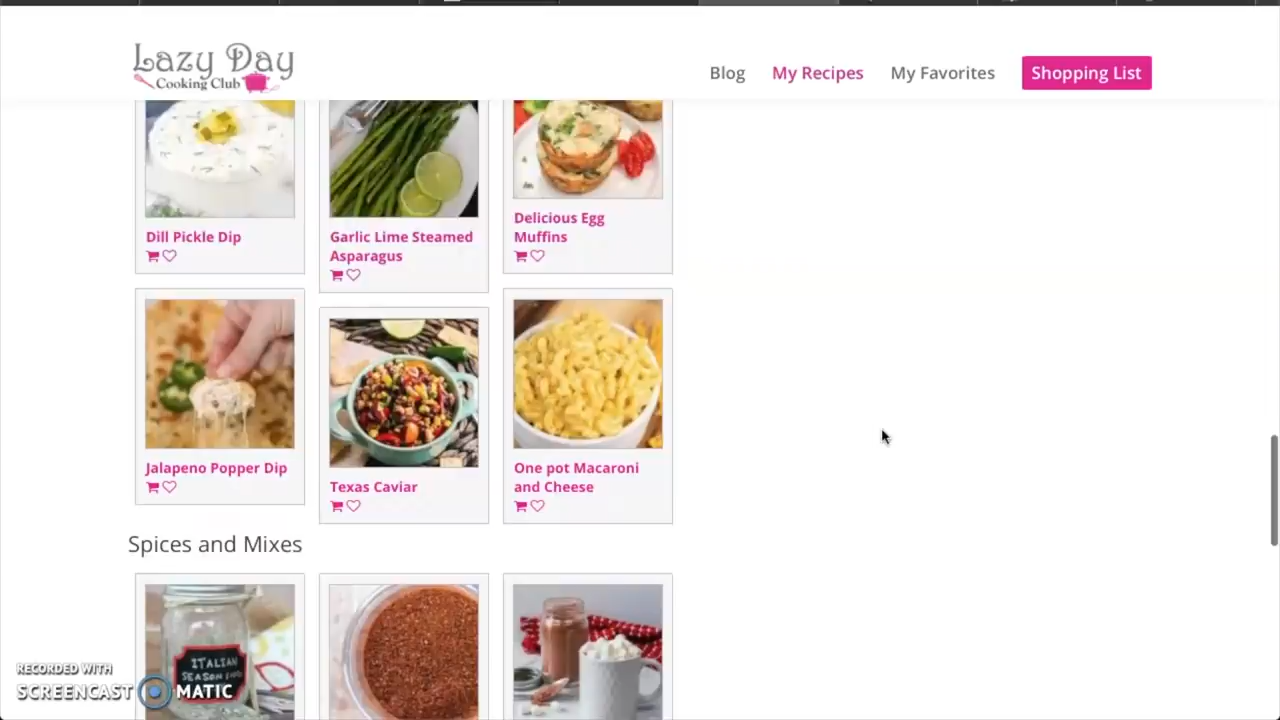 Lazy Day
Cooking Club
Blog
My Recipes
My Favorites
Shopping List
Dill Pickle Dip
Garlic Lime Steamed
Asparagus
Delicious Egg
Muffins
Jalapeno Popper Dip
Texas Caviar
One pot Macaroni
and Cheese
Spices and Mixes
ITALIAN
SEASONING
RECORDED WITH
SCREENCAST MATIC